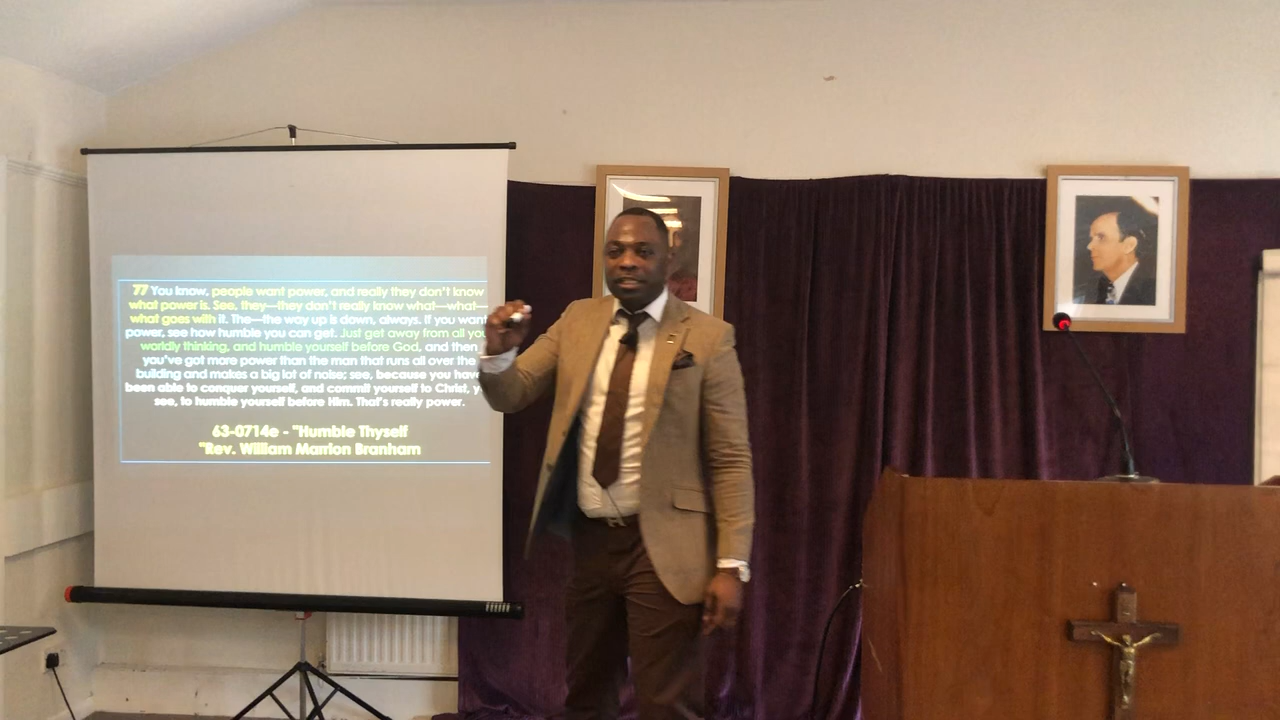 77 You know, people want power, and really they don't know
what power is. See, they—they don't really know what—what—
what goes with it. The—the way up is down, always. If you want
power, see how humble you can get. Just get away from all you
worldly thinking, and humble yourself before God, and then
you've got more power than the man that runs all over the
building and makes a big lot of noise; see, because you have
been able to conquer yourself, and commit yourself to Christ, y
see, to humble yourself before Him. That's really power.
63-0714e - "Humble Thyself
"Rev. William Marrion Branham